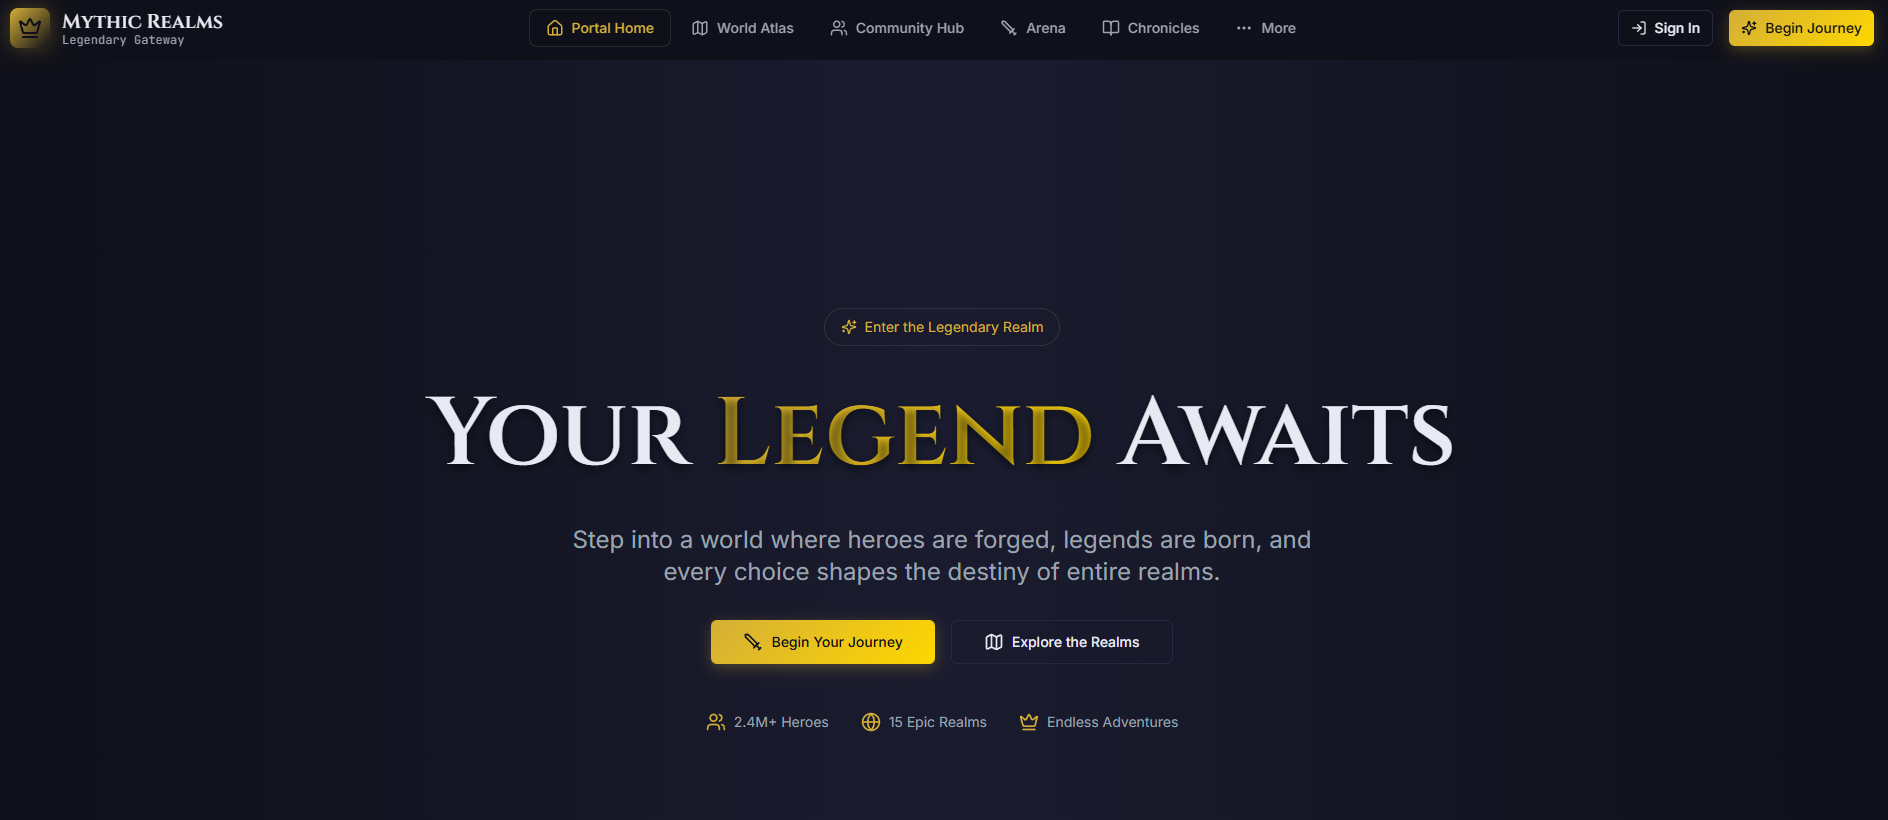 Mythic Realms
Legendary Gateway
Portal Home
World Atlas
Community Hub
Arena
Chronicles
More
Sign In
Begin Journey
Enter the Legendary Realm
Your Legend Awaits
Step into a world where heroes are forged, legends are born, and
every choice shapes the destiny of entire realms.
Begin Your Journey
Explore the Realms
2.4M+ Heroes
15 Epic Realms
Endless Adventures